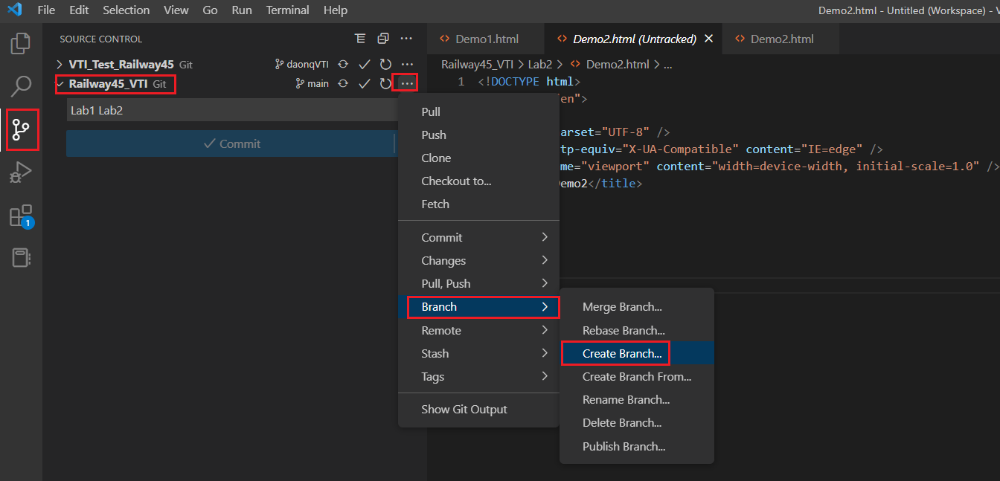 File Edit Selection View Go Run Terminal Help
Demo2.html - Untitled (Workspace) -
SOURCE CONTROL
Demo1.html
Demo2.html (Untracked)
Demo2.html
VTI_Test_Railway45 Git
daonqVTI
Railway45_VTI Git
main
Lab1 Lab2
Commit
Railway45_VTI > Lab2 > Demo2.html > ...
1 <!DOCTYPE html>
en">
arset="UTF-8" />
tp-equiv="X-UA-Compatible" content="IE=edge" />
me="viewport" content="width=device-width, initial-scale=1.0" />
emo2</title>
1
Pull
Push
Clone
Checkout to...
Fetch
Commit
Changes
Pull, Push
Branch
Remote
Stash
Tags
Show Git Output
Merge Branch...
Rebase Branch...
Create Branch...
Create Branch From...
Rename Branch...
Delete Branch...
Publish Branch...